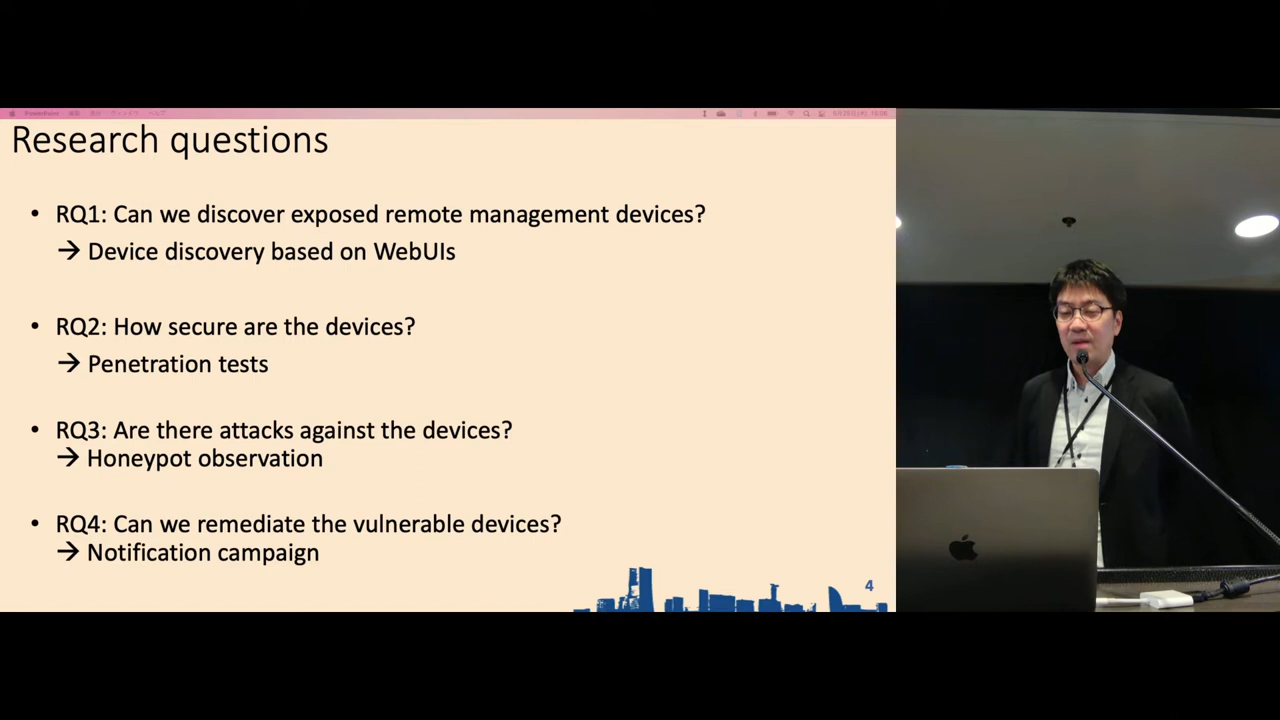 PowerPoint
Research questions
• RQ1: Can we discover exposed remote management devices?
→ Device discovery based on WebUIs
• RQ2: How secure are the devices?
→ Penetration tests
• RQ3: Are there attacks against the devices?
→ Honeypot observation
• RQ4: Can we remediate the vulnerable devices?
→ Notification campaign
4